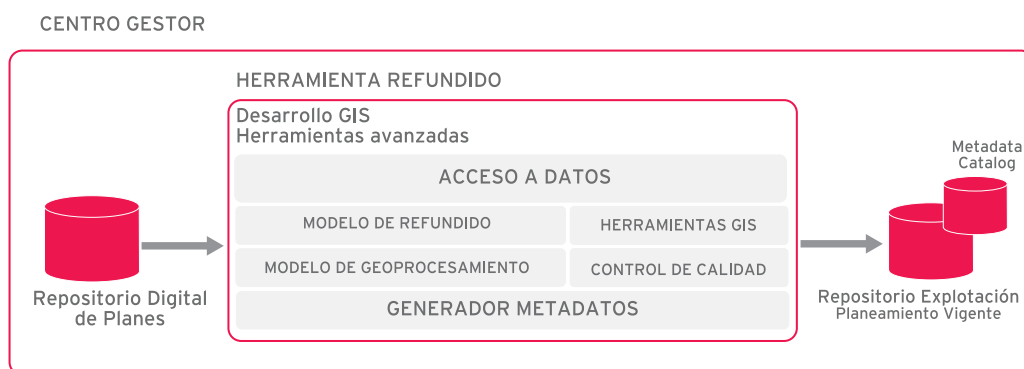 CENTRO GESTOR
HERRAMIENTA REFUNDIDO
Desarrollo GIS
Herramientas avanzadas
ACCESO A DATOS
MODELO DE REFUNDIDO
HERRAMIENTAS GIS
MODELO DE GEOPROCESAMIENTO
CONTROL DE CALIDAD
GENERADOR METADATOS
Repositorio Digital
de Planes
Metadata
Catalog
Repositorio Explotación
Planeamiento Vigente